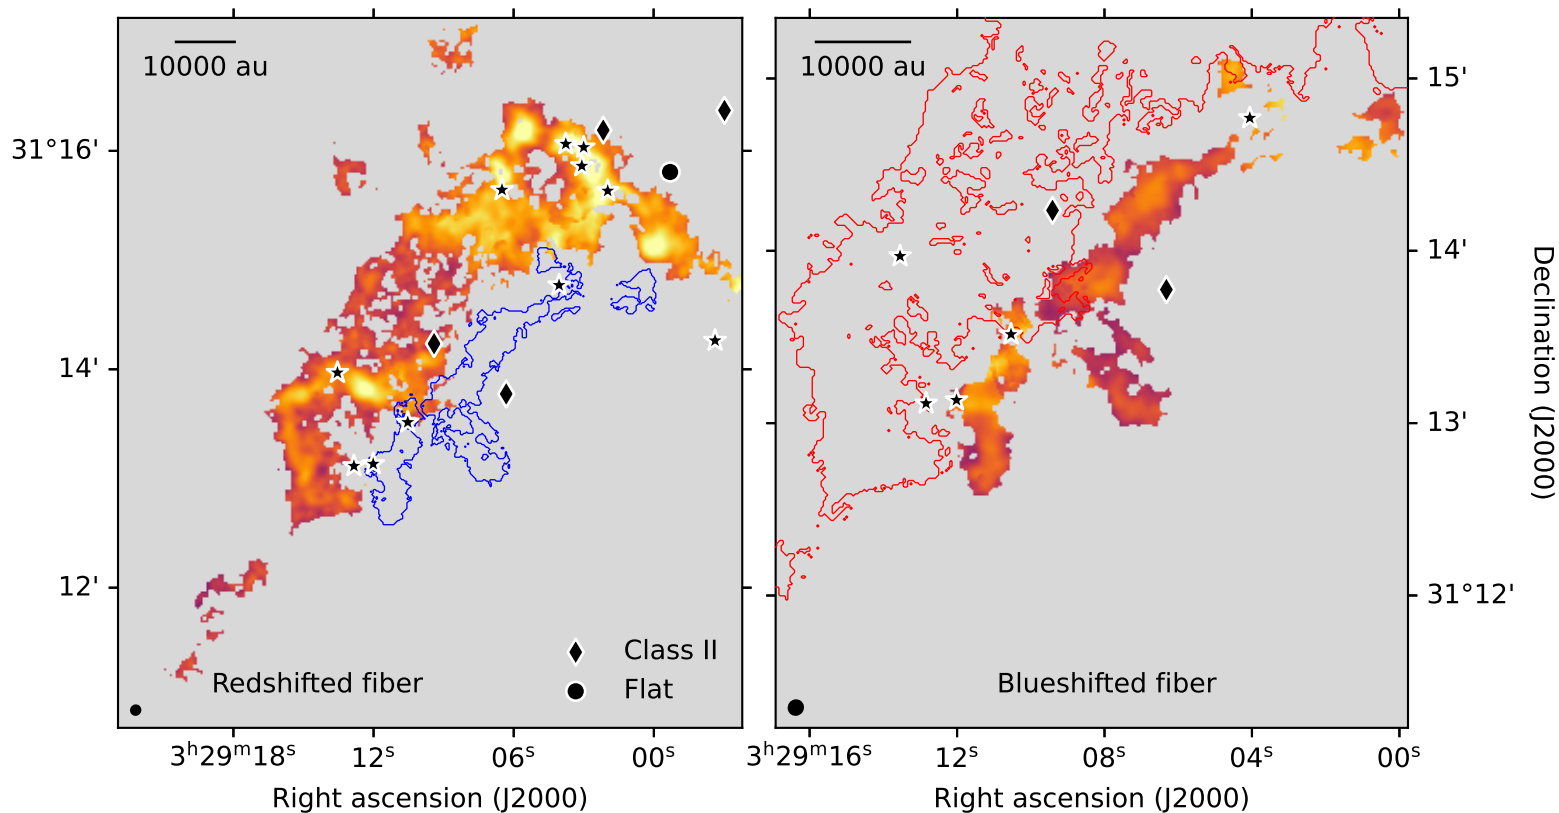 10000 au
31°16'
14'
12'
Redshifted fiber
Class II
Flat
3ʰ29ᵐ18ˢ 12ˢ 06ˢ 00ˢ
Right ascension (J2000)
10000 au
15'
14'
13'
31°12'
Declination (J2000)
Blueshifted fiber
3ʰ29ᵐ16ˢ 12ˢ 08ˢ 04ˢ 00ˢ
Right ascension (J2000)